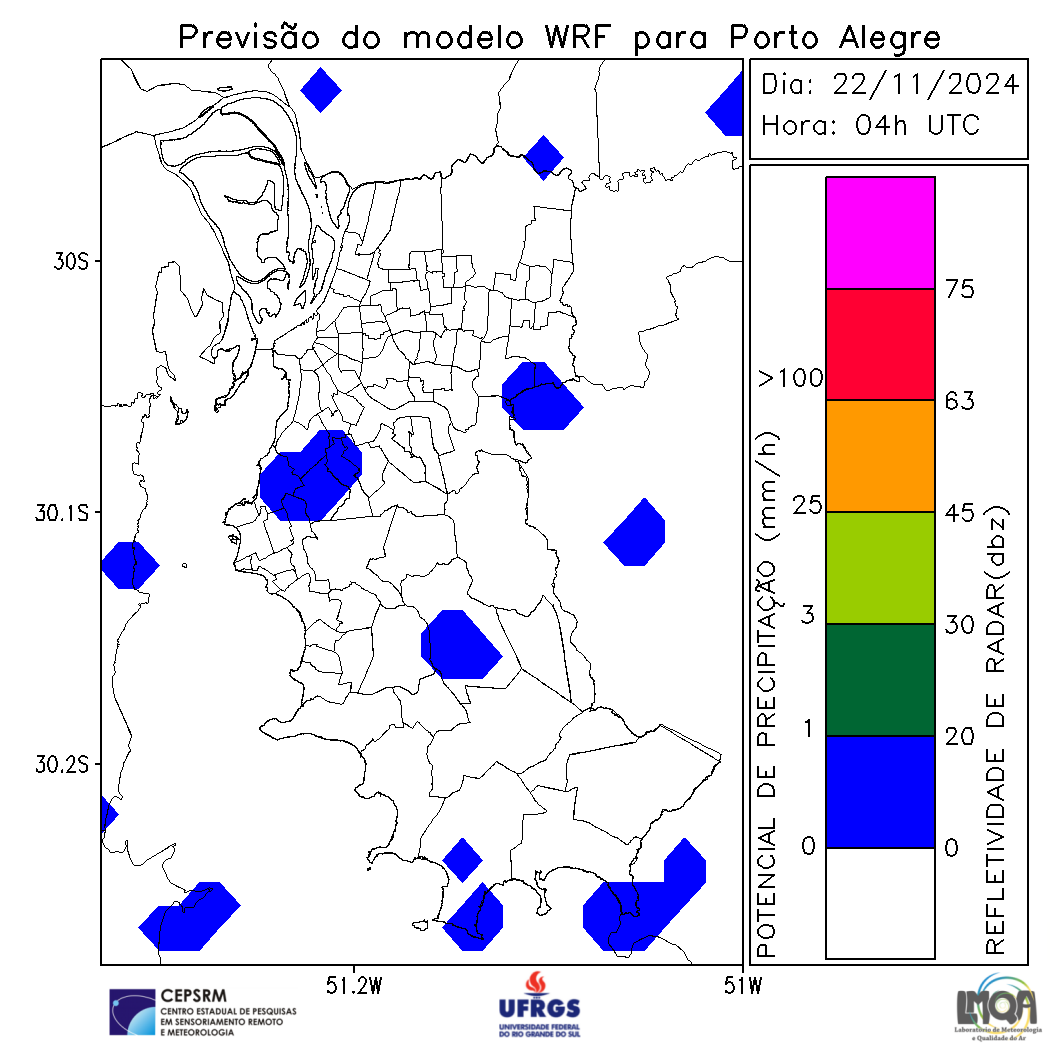 Previsão do modelo WRF para Porto Alegre
Dia: 22/11/2024
Hora: 04h UTC
30S
30.1S
30.2S
51.2W
51W
POTENCIAL DE PRECIPITAÇÃO (mm/h)
>100
25
3
1
0
75
63
45
30
20
0
REFLETIVIDADE DE RADAR(dbz)
CEPSRM
CENTRO ESTADUAL DE PESQUISAS
EM SENSORIAMENTO REMOTO
E METEOROLOGIA
UFRGS
UNIVERSIDADE FEDERAL
DO RIO GRANDE DO SUL
LMQA
Laboratório de Meteorologia
e Qualidade do Ar